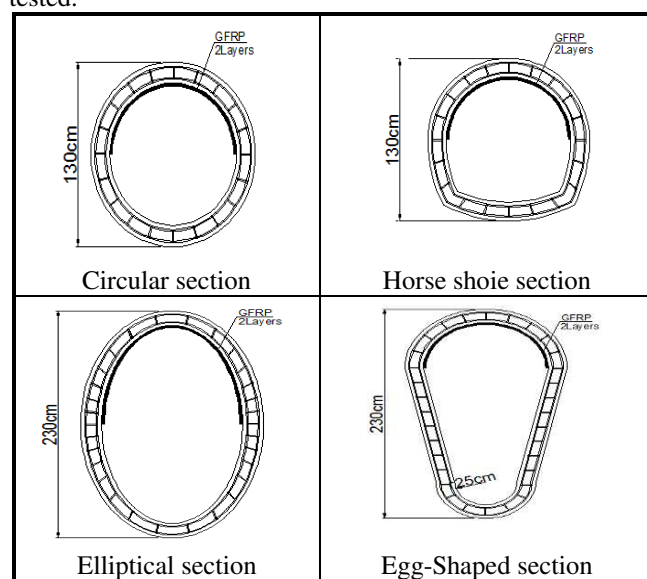 tested.
GFRP
2Layers
130cm
Circular section
GFRP
2Layers
130cm
Horse shoie section
GFRP
2Layers
230cm
Elliptical section
GFRP
2Layers
230cm
25cm
Egg-Shaped section